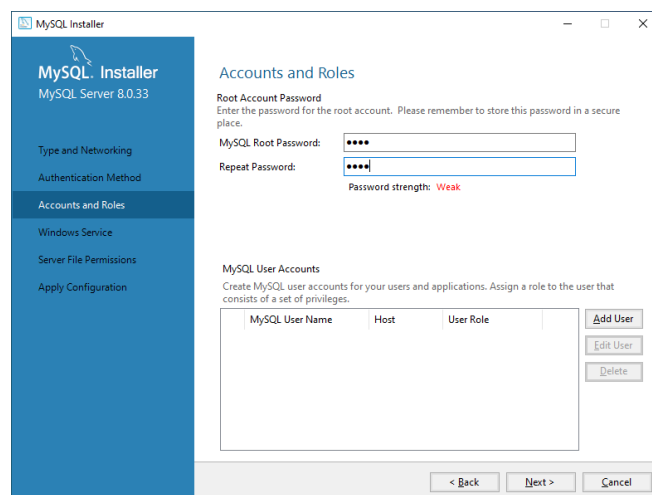 MySQL Installer
MySQL. Installer
MySQL Server 8.0.33
Type and Networking
Authentication Method
Accounts and Roles
Windows Service
Server File Permissions
Apply Configuration
Accounts and Roles
Root Account Password
Enter the password for the root account. Please remember to store this password in a secure
place.
MySQL Root Password: ●●●●
Repeat Password: ●●●●
Password strength: Weak
MySQL User Accounts
Create MySQL user accounts for your users and applications. Assign a role to the user that
consists of a set of privileges.
MySQL User Name Host User Role
Add User
Edit User
Delete
< Back Next > Cancel